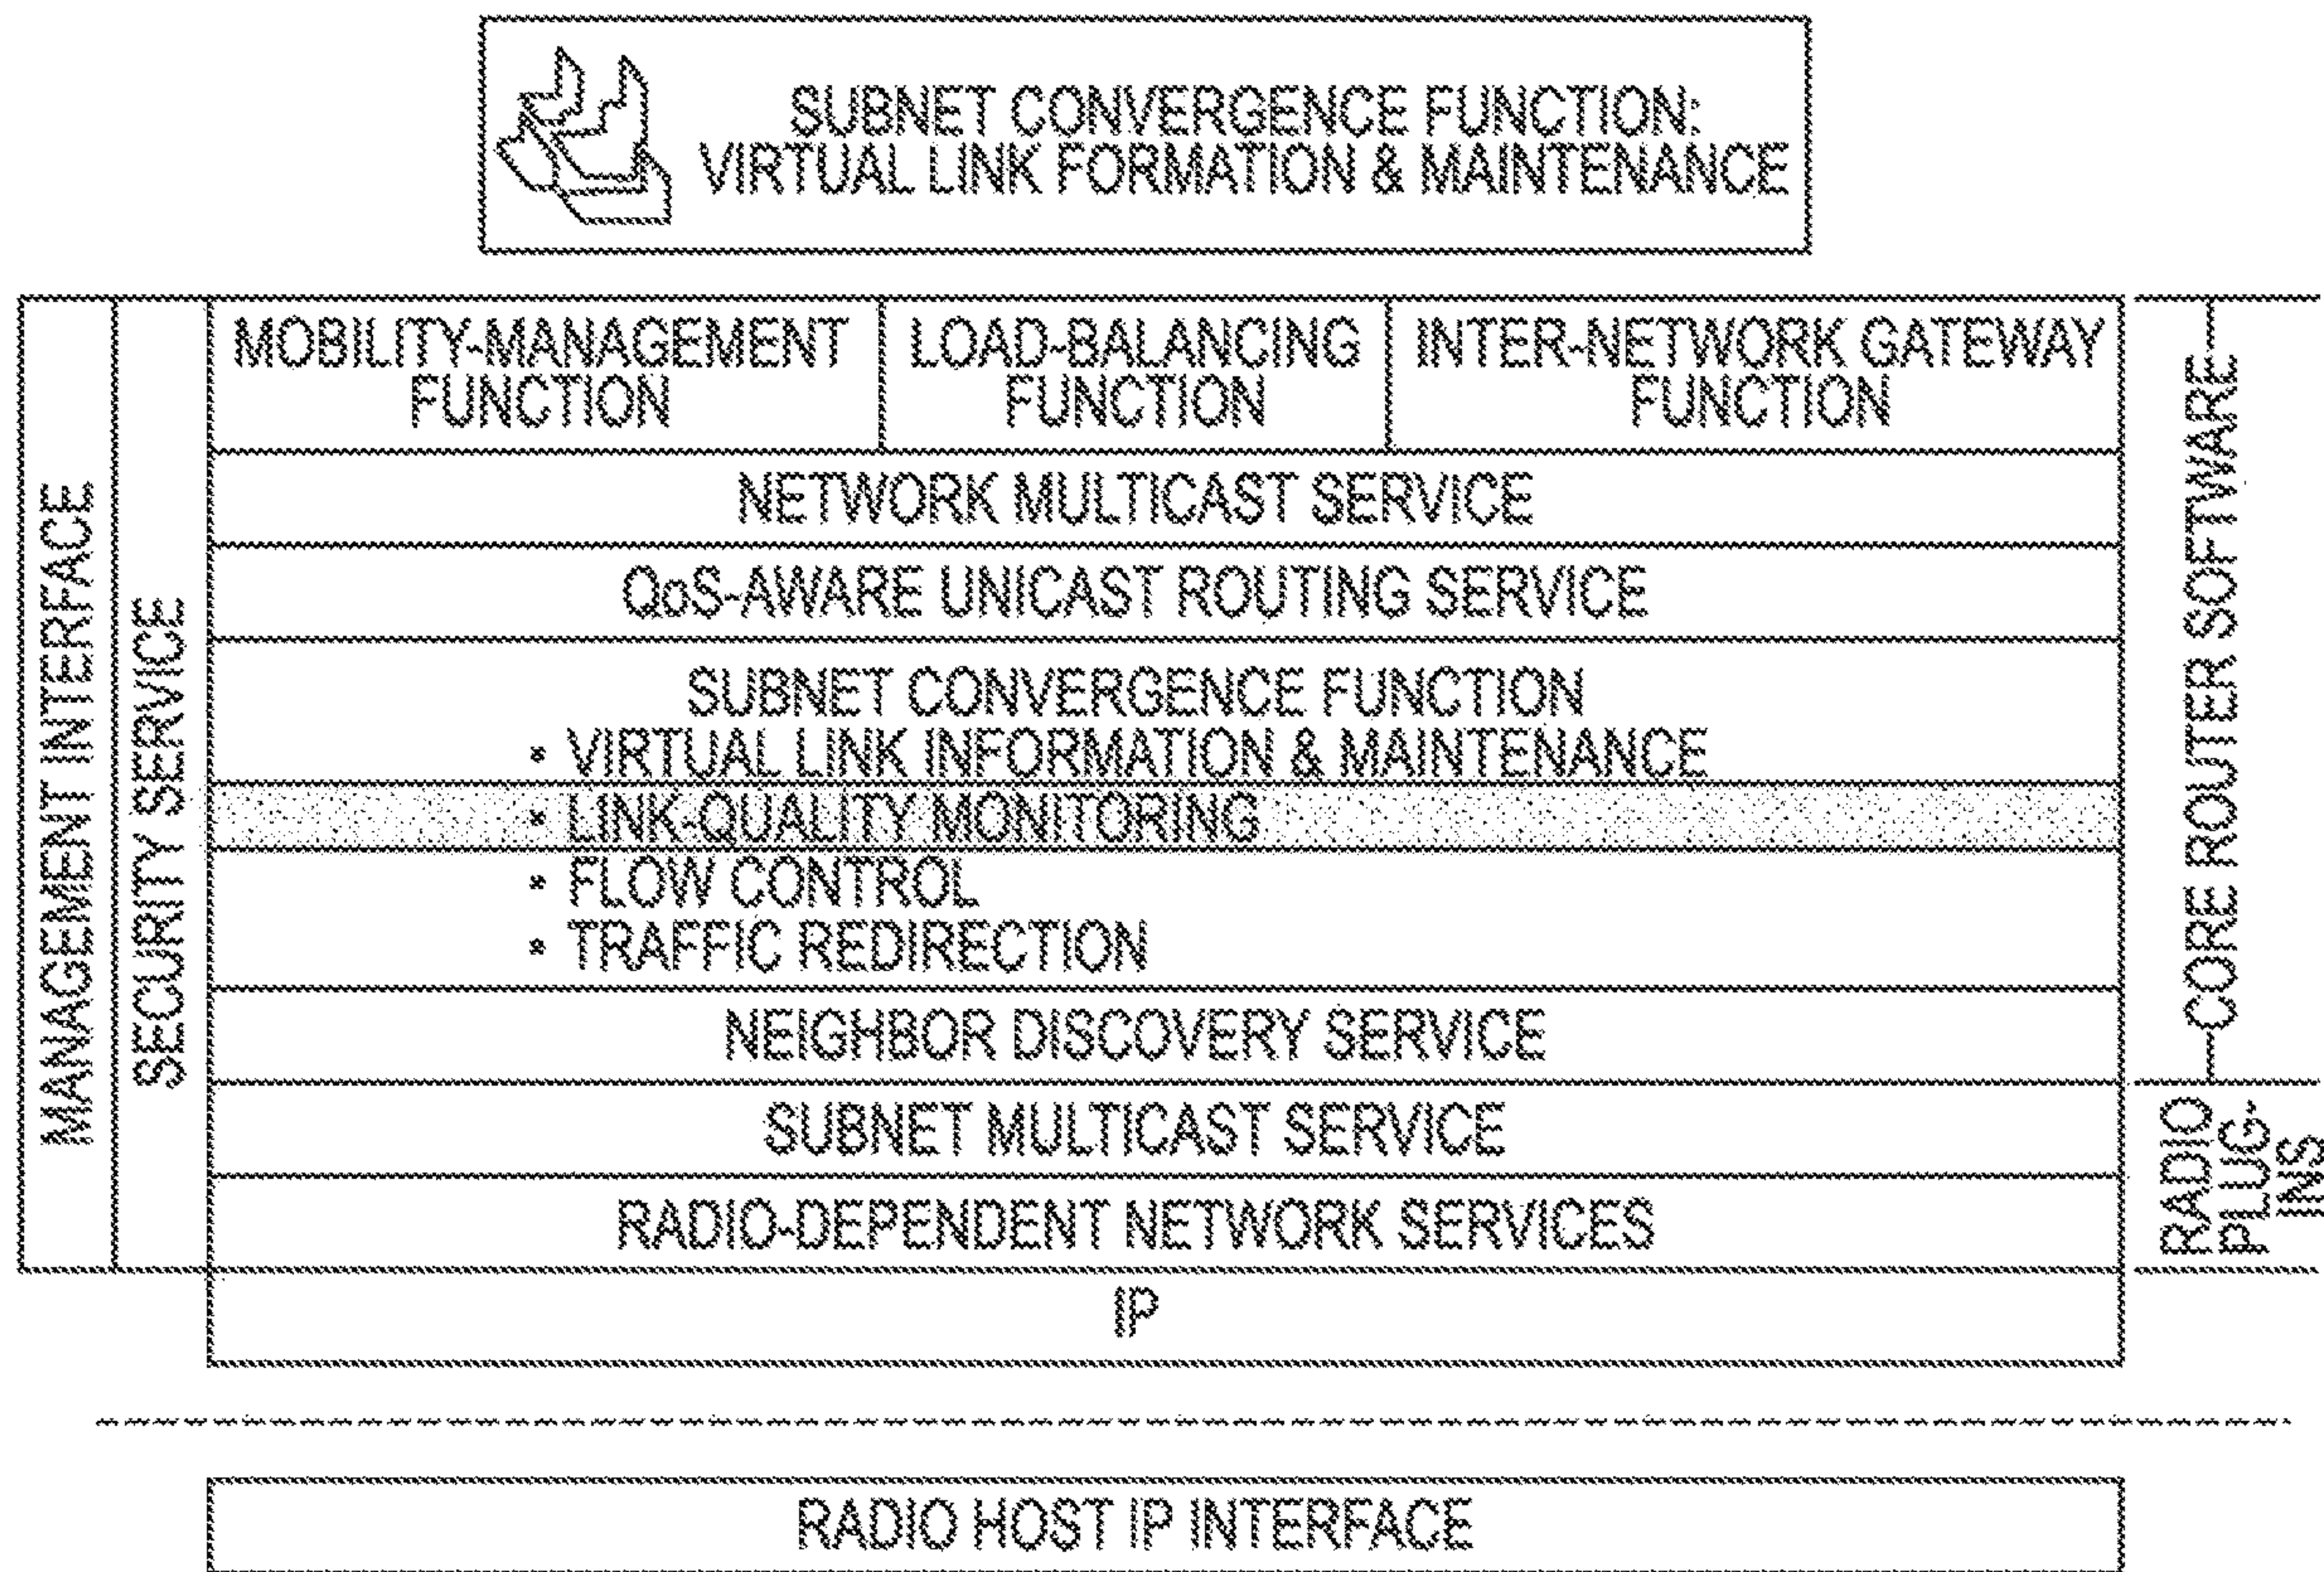 SUBNET CONVERGENCE FUNCTION:
VIRTUAL LINK FORMATION & MAINTENANCE
MANAGEMENT INTERFACE
SECURITY SERVICE
MOBILITY-MANAGEMENT
FUNCTION
LOAD-BALANCING
FUNCTION
INTER-NETWORK GATEWAY
FUNCTION
NETWORK MULTICAST SERVICE
QoS-AWARE UNICAST ROUTING SERVICE
SUBNET CONVERGENCE FUNCTION
• VIRTUAL LINK INFORMATION & MAINTENANCE
• LINK-QUALITY MONITORING
• FLOW CONTROL
• TRAFFIC REDIRECTION
NEIGHBOR DISCOVERY SERVICE
SUBNET MULTICAST SERVICE
RADIO-DEPENDENT NETWORK SERVICES
IP
CORE ROUTER SOFTWARE
RADIO
PLUG-
INS
RADIO HOST IP INTERFACE